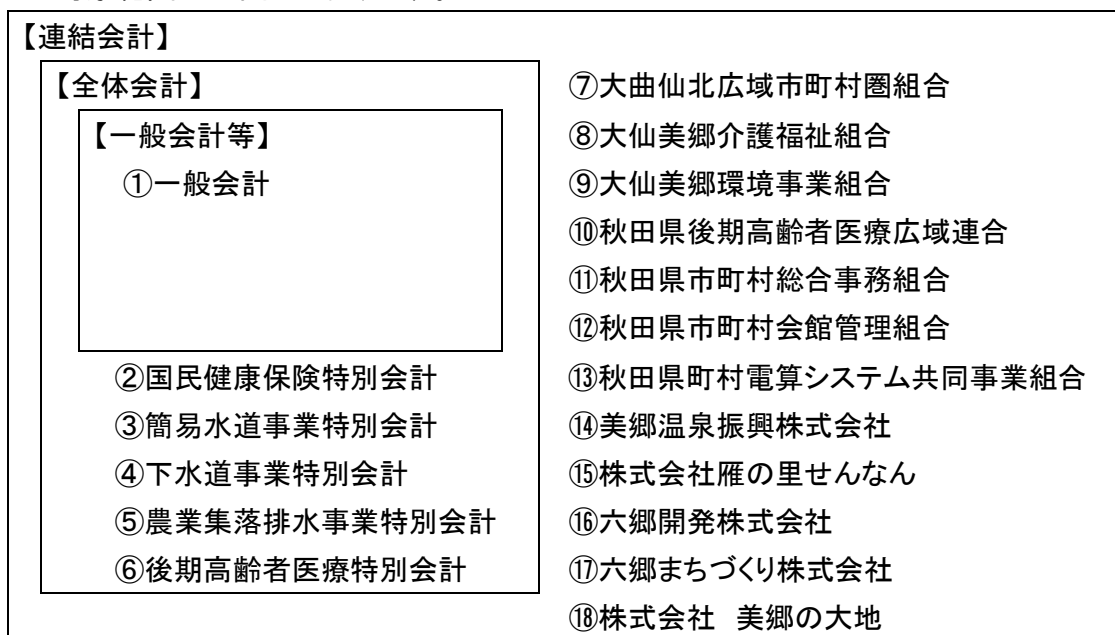 【連結会計】
【全体会計】
【一般会計等】
①一般会計
②国民健康保険特別会計
③簡易水道事業特別会計
④下水道事業特別会計
⑤農業集落排水事業特別会計
⑥後期高齢者医療特別会計
⑦大曲仙北広域市町村圏組合
⑧大仙美郷介護福祉組合
⑨大仙美郷環境事業組合
⑩秋田県後期高齢者医療広域連合
⑪秋田県市町村総合事務組合
⑫秋田県市町村会館管理組合
⑬秋田県町村電算システム共同事業組合
⑭美郷温泉振興株式会社
⑮株式会社雁の里せんなん
⑯六郷開発株式会社
⑰六郷まちづくり株式会社
⑱株式会社　美郷の大地